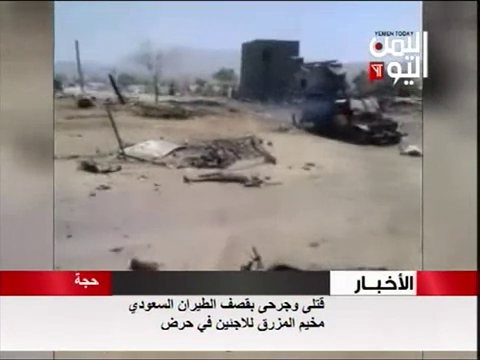 YEMEN TODAY
اليمن
اليوم
حجة
الأخبار
قتلى وجرحى بقصف الطيران السعودي
مخيم المزرق للاجئين في حرض